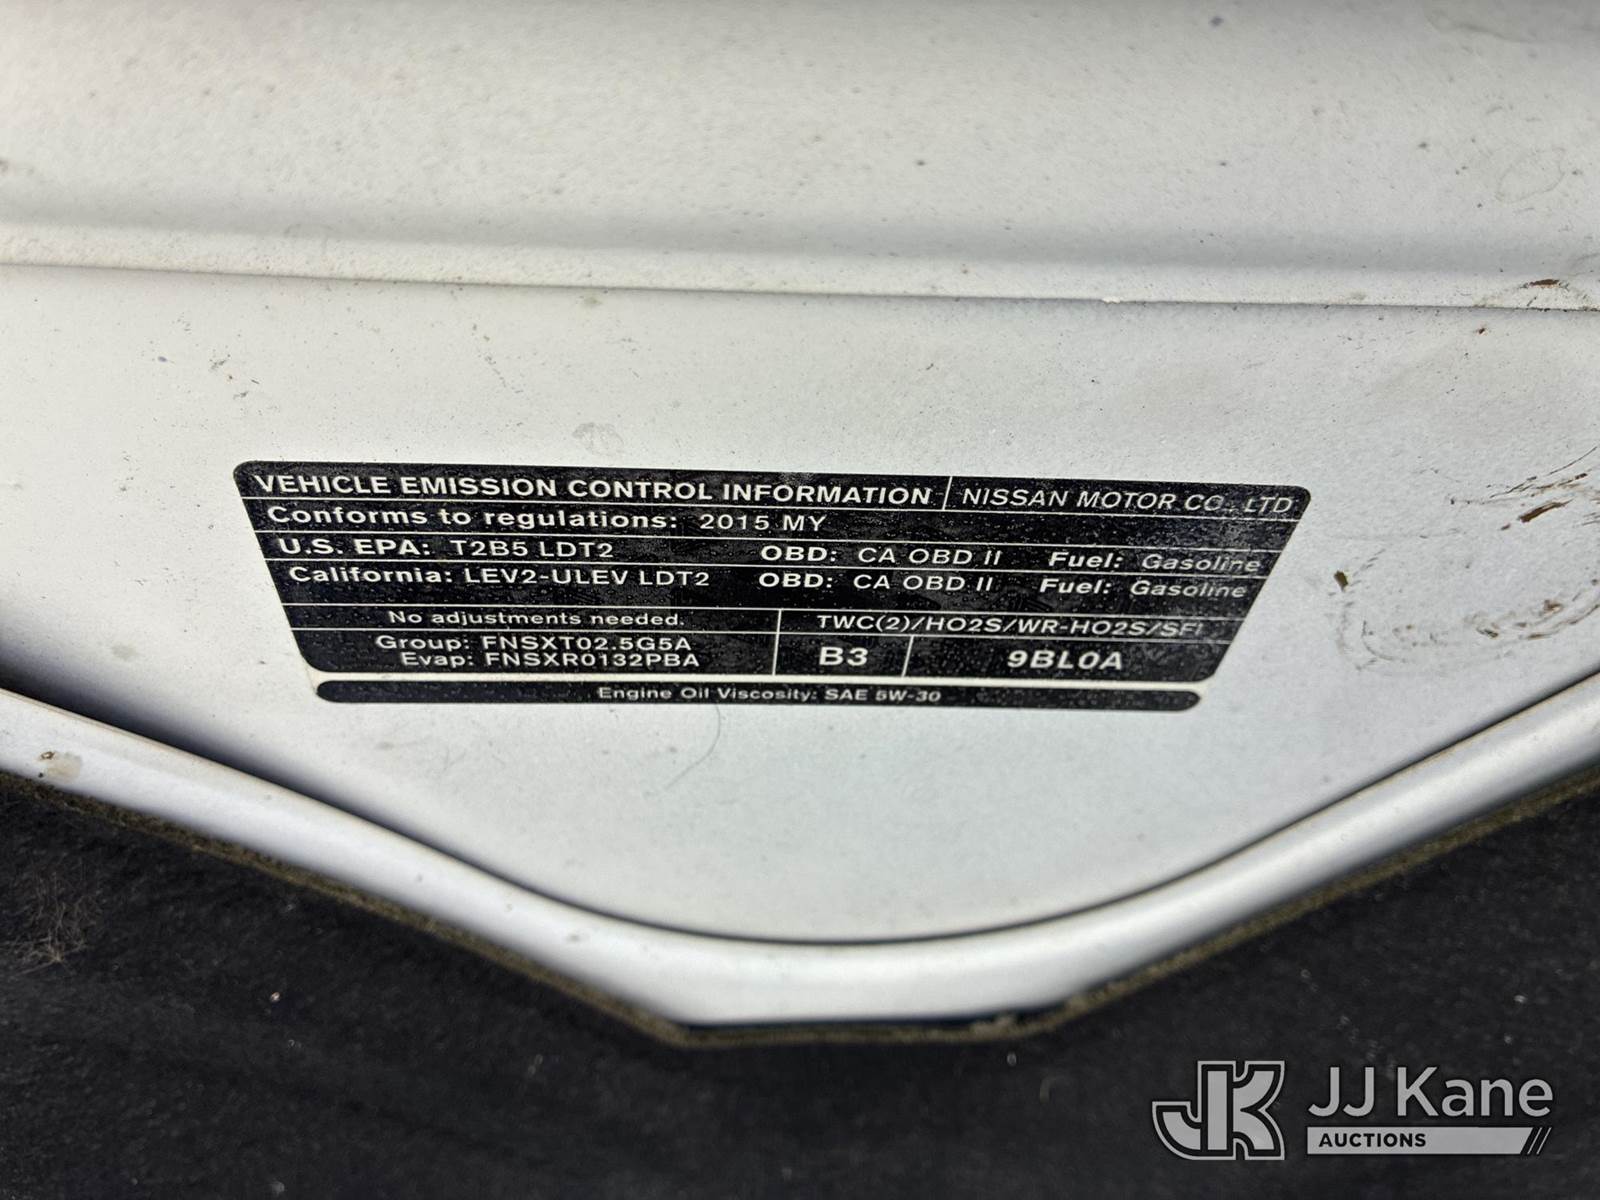 VEHICLE EMISSION CONTROL INFORMATION NISSAN MOTOR CO., LTD
Conforms to regulations: 2015 MY
U.S. EPA: T2B5 LDT2 OBD: CA OBD II Fuel: Gasoline
California: LEV2-ULEV LDT2 OBD: CA OBD II Fuel: Gasoline
No adjustments needed. TWC(2)/HO2S/WR-HO2S/SFI
Group: FNSXT02.5G5A
Evap: FNSXR0132PBA
B3 9BL0A
Engine Oil Viscosity: SAE 5W-30
JK JJ Kane
AUCTIONS